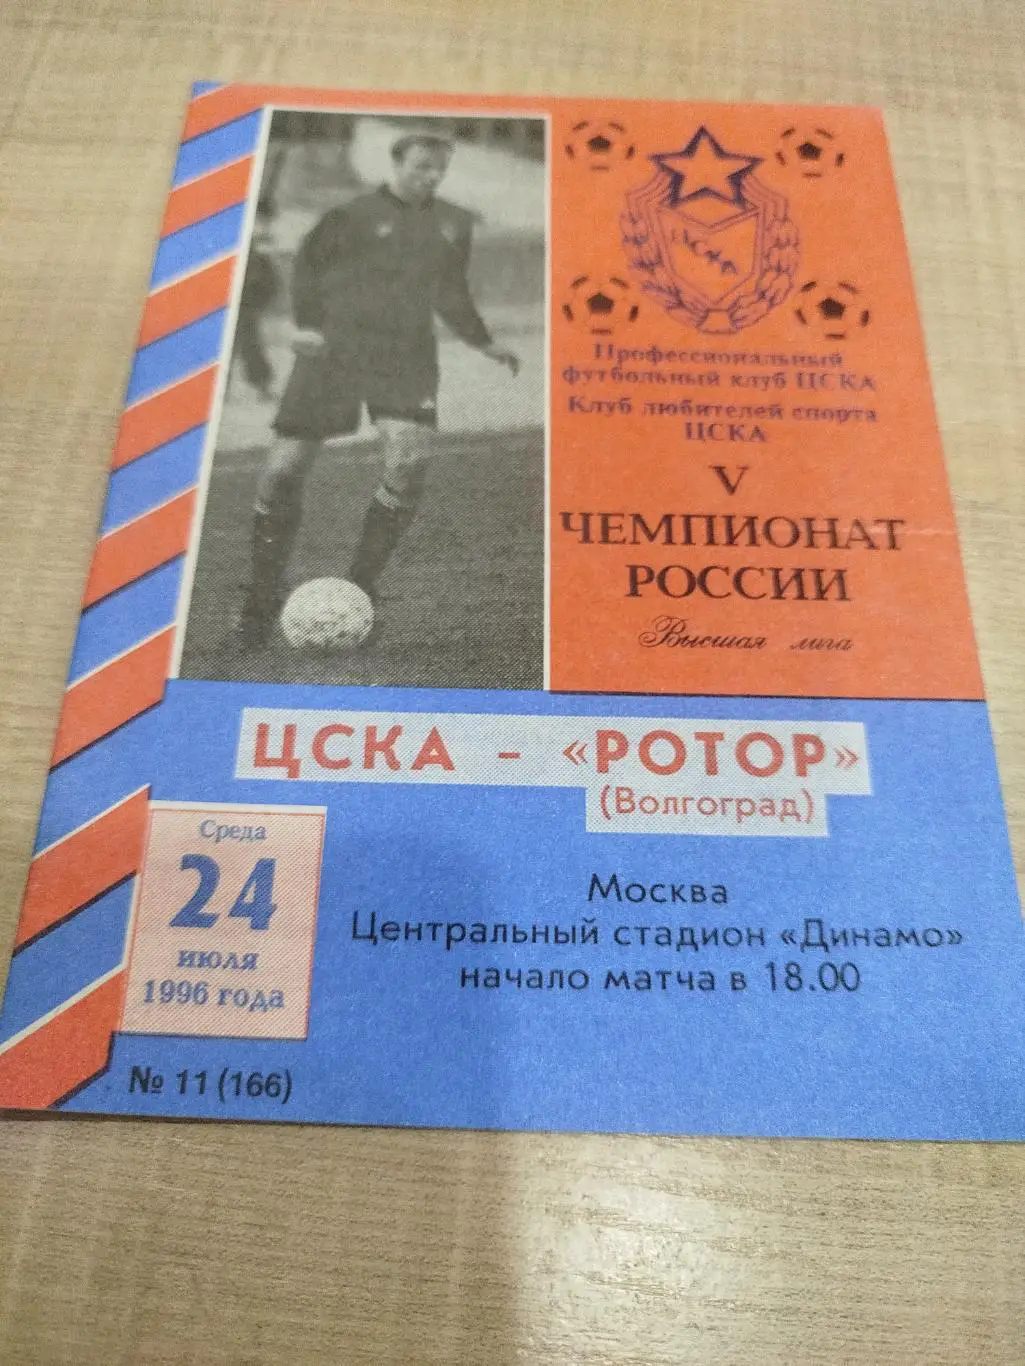 ЦСКА
Профессиональный
футбольный клуб ЦСКА
Клуб любителей спорта
ЦСКА
V
ЧЕМПИОНАТ
РОССИИ
Высшая лига
ЦСКА - «РОТОР»
(Волгоград)
Среда
24
июля
1996 года
Москва
Центральный стадион «Динамо»
начало матча в 18.00
№ 11 (166)